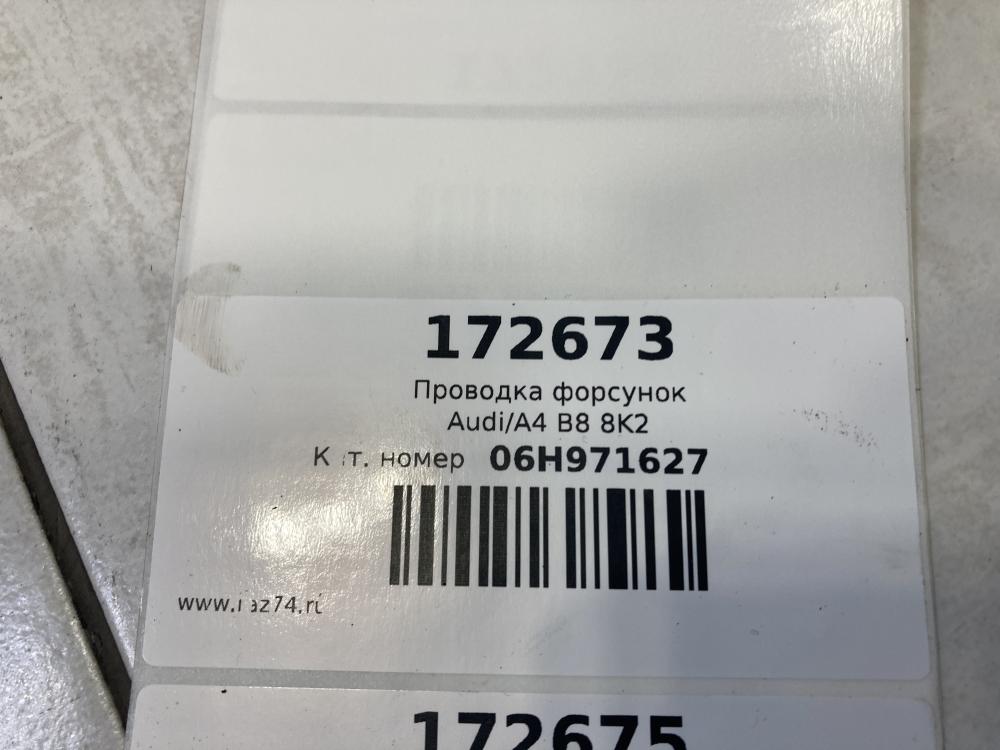 172673
Проводка форсунок
Audi/A4 B8 8K2
номер 06H971627
172675